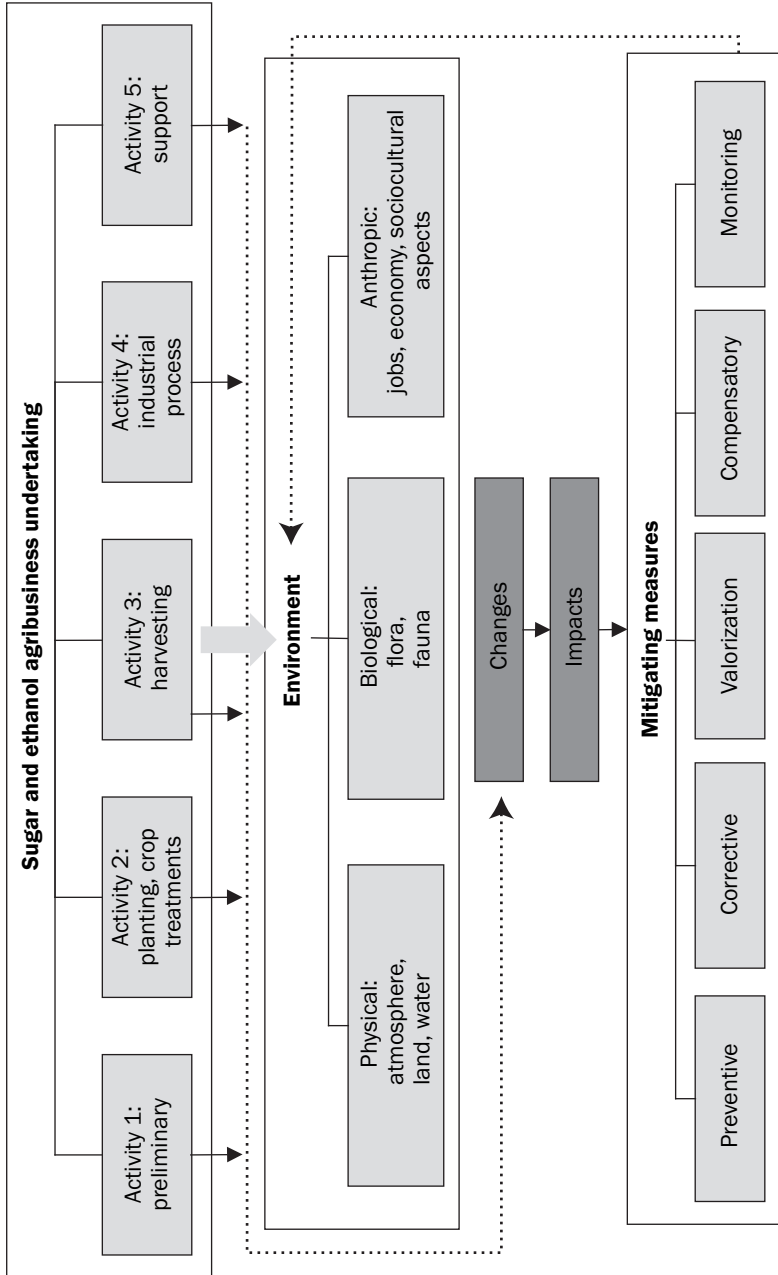 Sugar and ethanol agribusiness undertaking
Activity 1:
preliminary
Activity 2:
planting, crop
treatments
Activity 3:
harvesting
Activity 4:
industrial
process
Activity 5:
support
Environment
Physical:
atmosphere,
land, water
Biological:
flora,
fauna
Anthropic:
jobs, economy, sociocultural
aspects
Changes
Impacts
Mitigating measures
Preventive
Corrective
Valorization
Compensatory
Monitoring